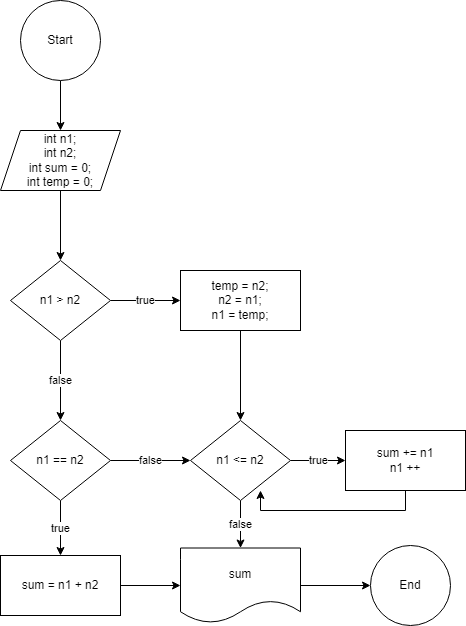 Start
int n1;
int n2;
int sum = 0;
int temp = 0;
n1 > n2
true
temp = n2;
n2 = n1;
n1 = temp;
false
n1 == n2
false
n1 <= n2
true
sum += n1
n1 ++
true
false
sum = n1 + n2
sum
End